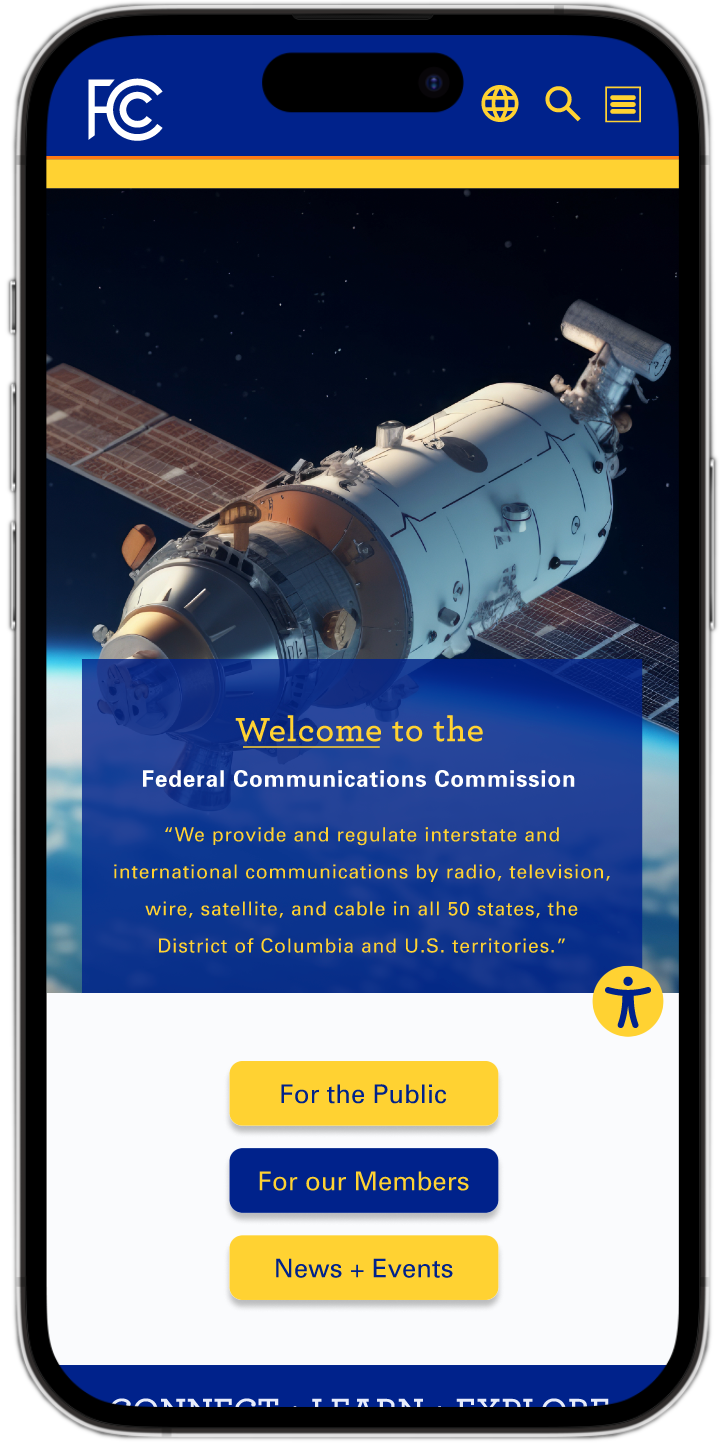 FCC
Welcome to the
Federal Communications Commission
“We provide and regulate interstate and
international communications by radio, television,
wire, satellite, and cable in all 50 states, the
District of Columbia and U.S. territories.”
For the Public
For our Members
News + Events
CONNECT · LEARN · EXPLORE